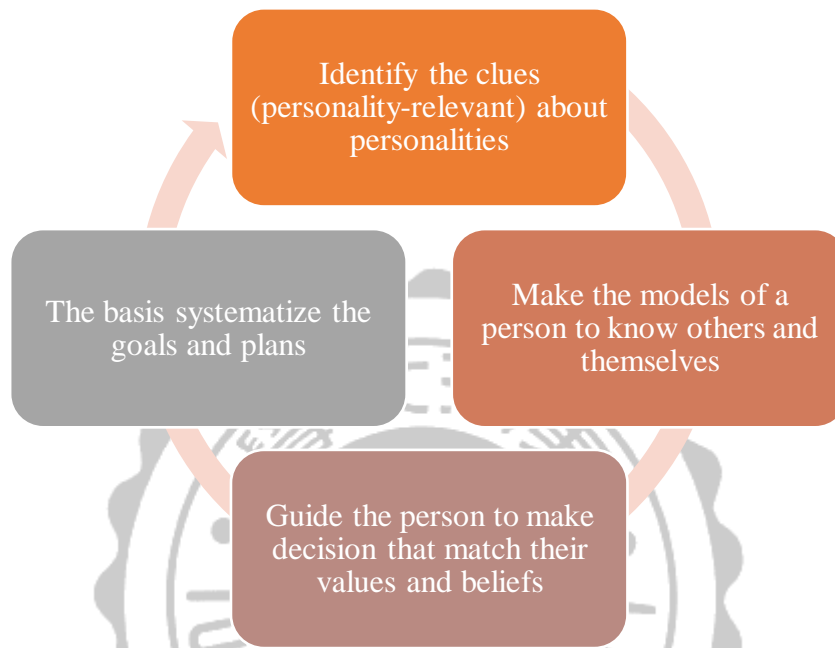 Identify the clues
(personality-relevant) about
personalities
Make the models of a
person to know others and
themselves
Guide the person to make
decision that match their
values and beliefs
The basis systematize the
goals and plans